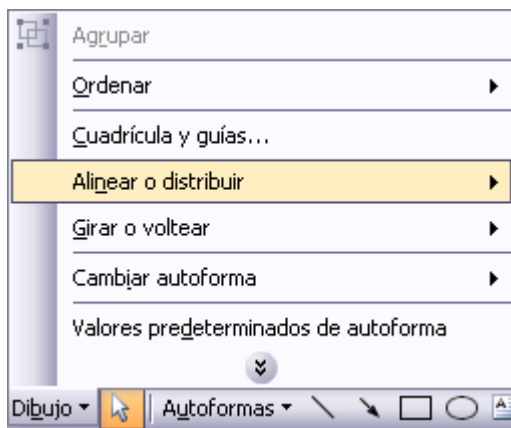 Agrupar
Ordenar
Cuadrícula y guías...
Alinear o distribuir
Girar o voltear
Cambiar autoforma
Valores predeterminados de autoforma
Dibujo Autoformas A